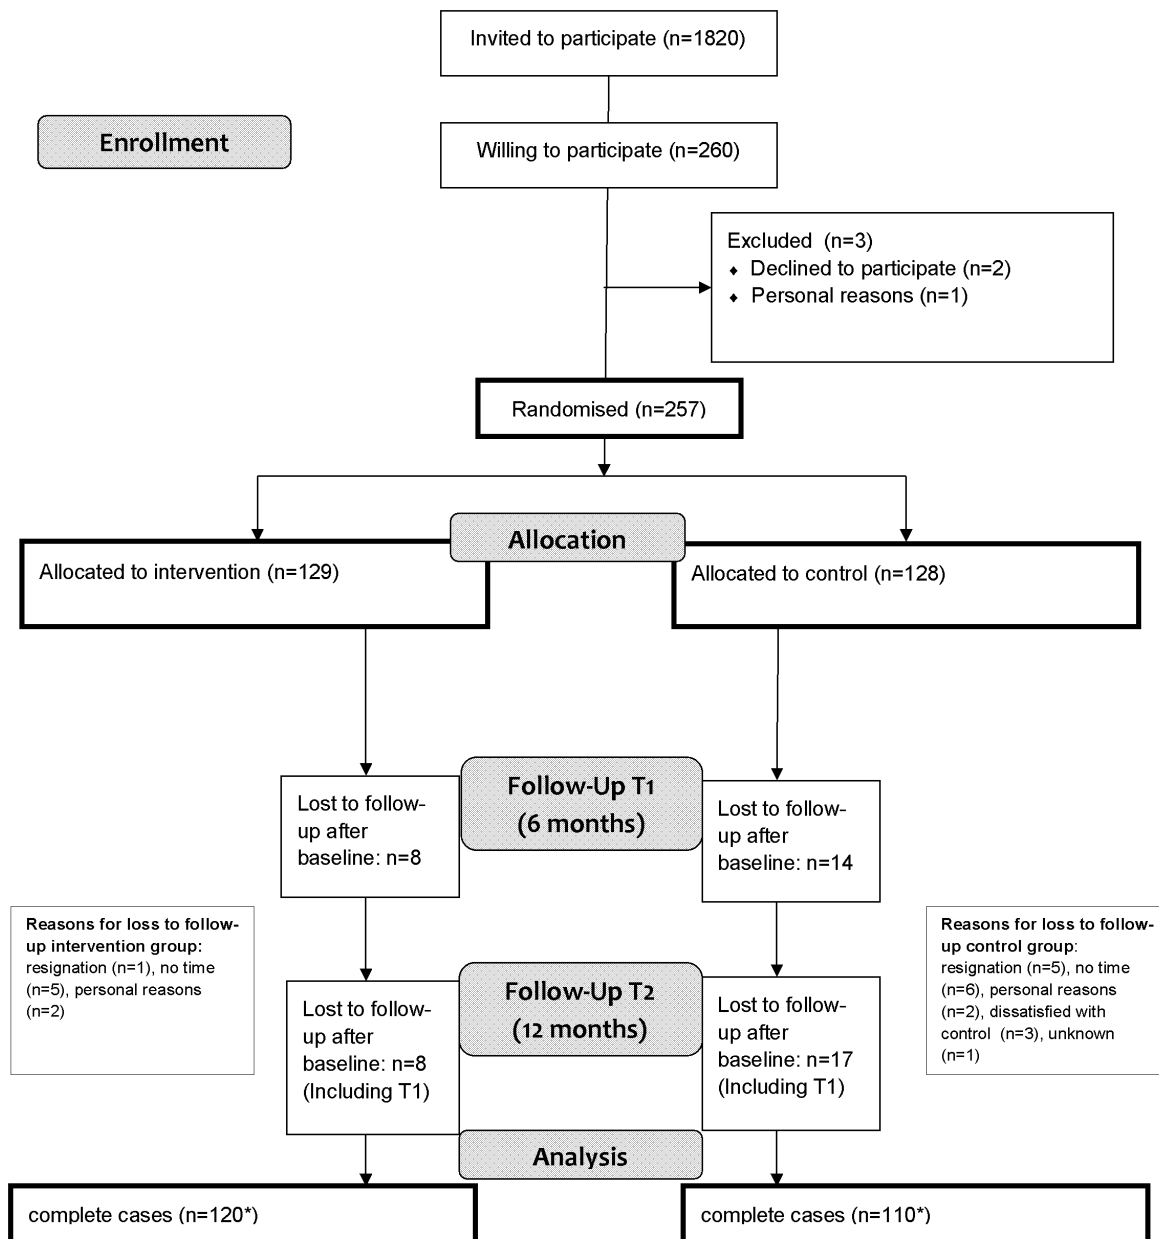 Invited to participate (n=1820)
Enrollment
Willing to participate (n=260)
Excluded  (n=3)
♦ Declined to participate (n=2)
♦ Personal reasons (n=1)
Randomised (n=257)
Allocation
Allocated to intervention (n=129)
Allocated to control (n=128)
Follow-Up T1
(6 months)
Lost to follow-
up after
baseline: n=8
Lost to follow-
up after
baseline: n=14
Reasons for loss to follow-
up intervention group:
resignation (n=1), no time
(n=5), personal reasons
(n=2)
Reasons for loss to follow-
up control group:
resignation (n=5), no time
(n=6), personal reasons
(n=2), dissatisfied with
control  (n=3), unknown
(n=1)
Follow-Up T2
(12 months)
Lost to follow-
up after
baseline: n=8
(Including T1)
Lost to follow-
up after
baseline: n=17
(Including T1)
Analysis
complete cases (n=120*)
complete cases (n=110*)